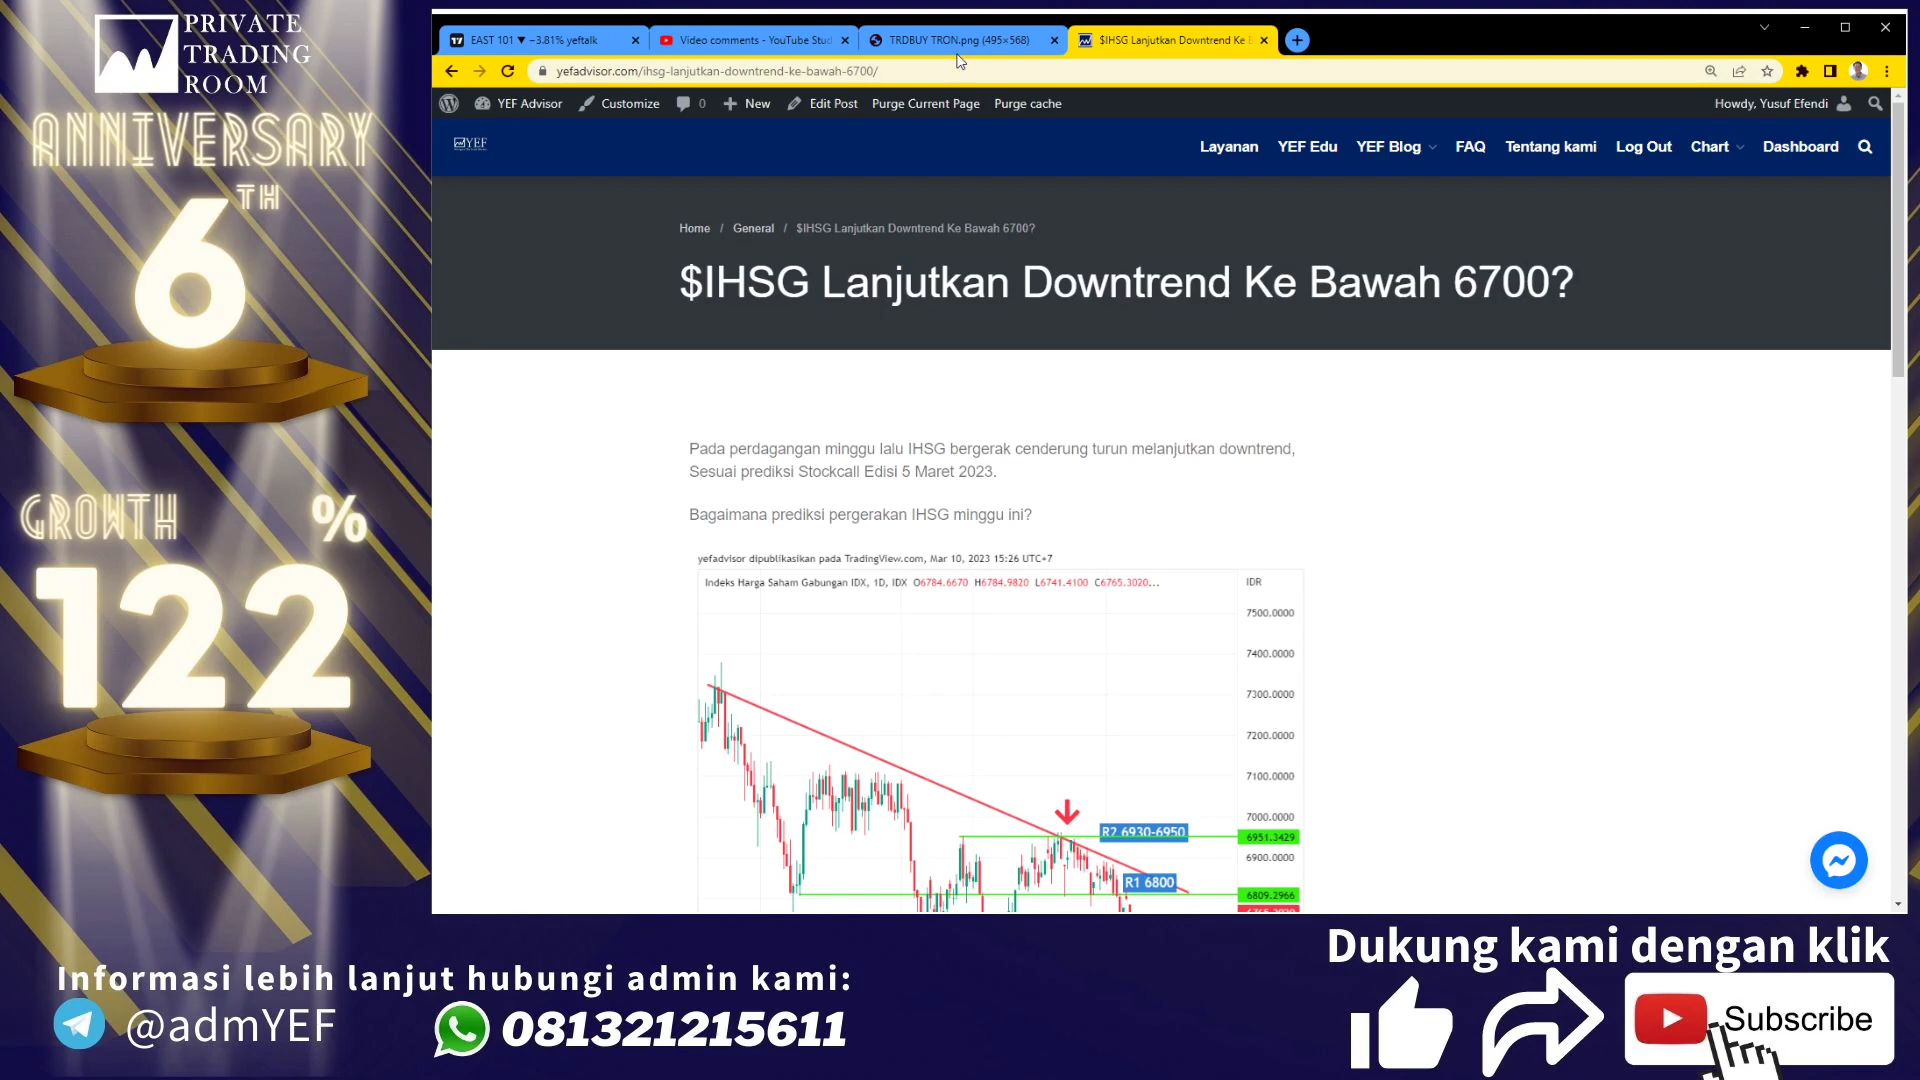 PRIVATE
TRADING
ROOM
ANNIVERSARY
6TH
GROWTH %
122
EAST 101 ▼ −3.81% yeftalk
Video comments - YouTube Stud
TRDBUY TRON.png (495×568)
$IHSG Lanjutkan Downtrend Ke B
yefadvisor.com/ihsg-lanjutkan-downtrend-ke-bawah-6700/
YEF Advisor Customize 0 New Edit Post Purge Current Page Purge cache Howdy, Yusuf Efendi
YEF
Layanan YEF Edu YEF Blog FAQ Tentang kami Log Out Chart Dashboard
Home / General / $IHSG Lanjutkan Downtrend Ke Bawah 6700?
$IHSG Lanjutkan Downtrend Ke Bawah 6700?
Pada perdagangan minggu lalu IHSG bergerak cenderung turun melanjutkan downtrend,
Sesuai prediksi Stockcall Edisi 5 Maret 2023.
Bagaimana prediksi pergerakan IHSG minggu ini?
yefadvisor dipublikasikan pada TradingView.com, Mar 10, 2023 15:26 UTC+7
Indeks Harga Saham Gabungan IDX, 1D, IDX O6784.6670 H6784.9820 L6741.4100 C6765.3020...
IDR
7500.0000
7400.0000
7300.0000
7200.0000
7100.0000
7000.0000
R2 6930-6950
6951.3429
6900.0000
R1 6800
6809.2966
Informasi lebih lanjut hubungi admin kami:
@admYEF
081321215611
Dukung kami dengan klik
Subscribe